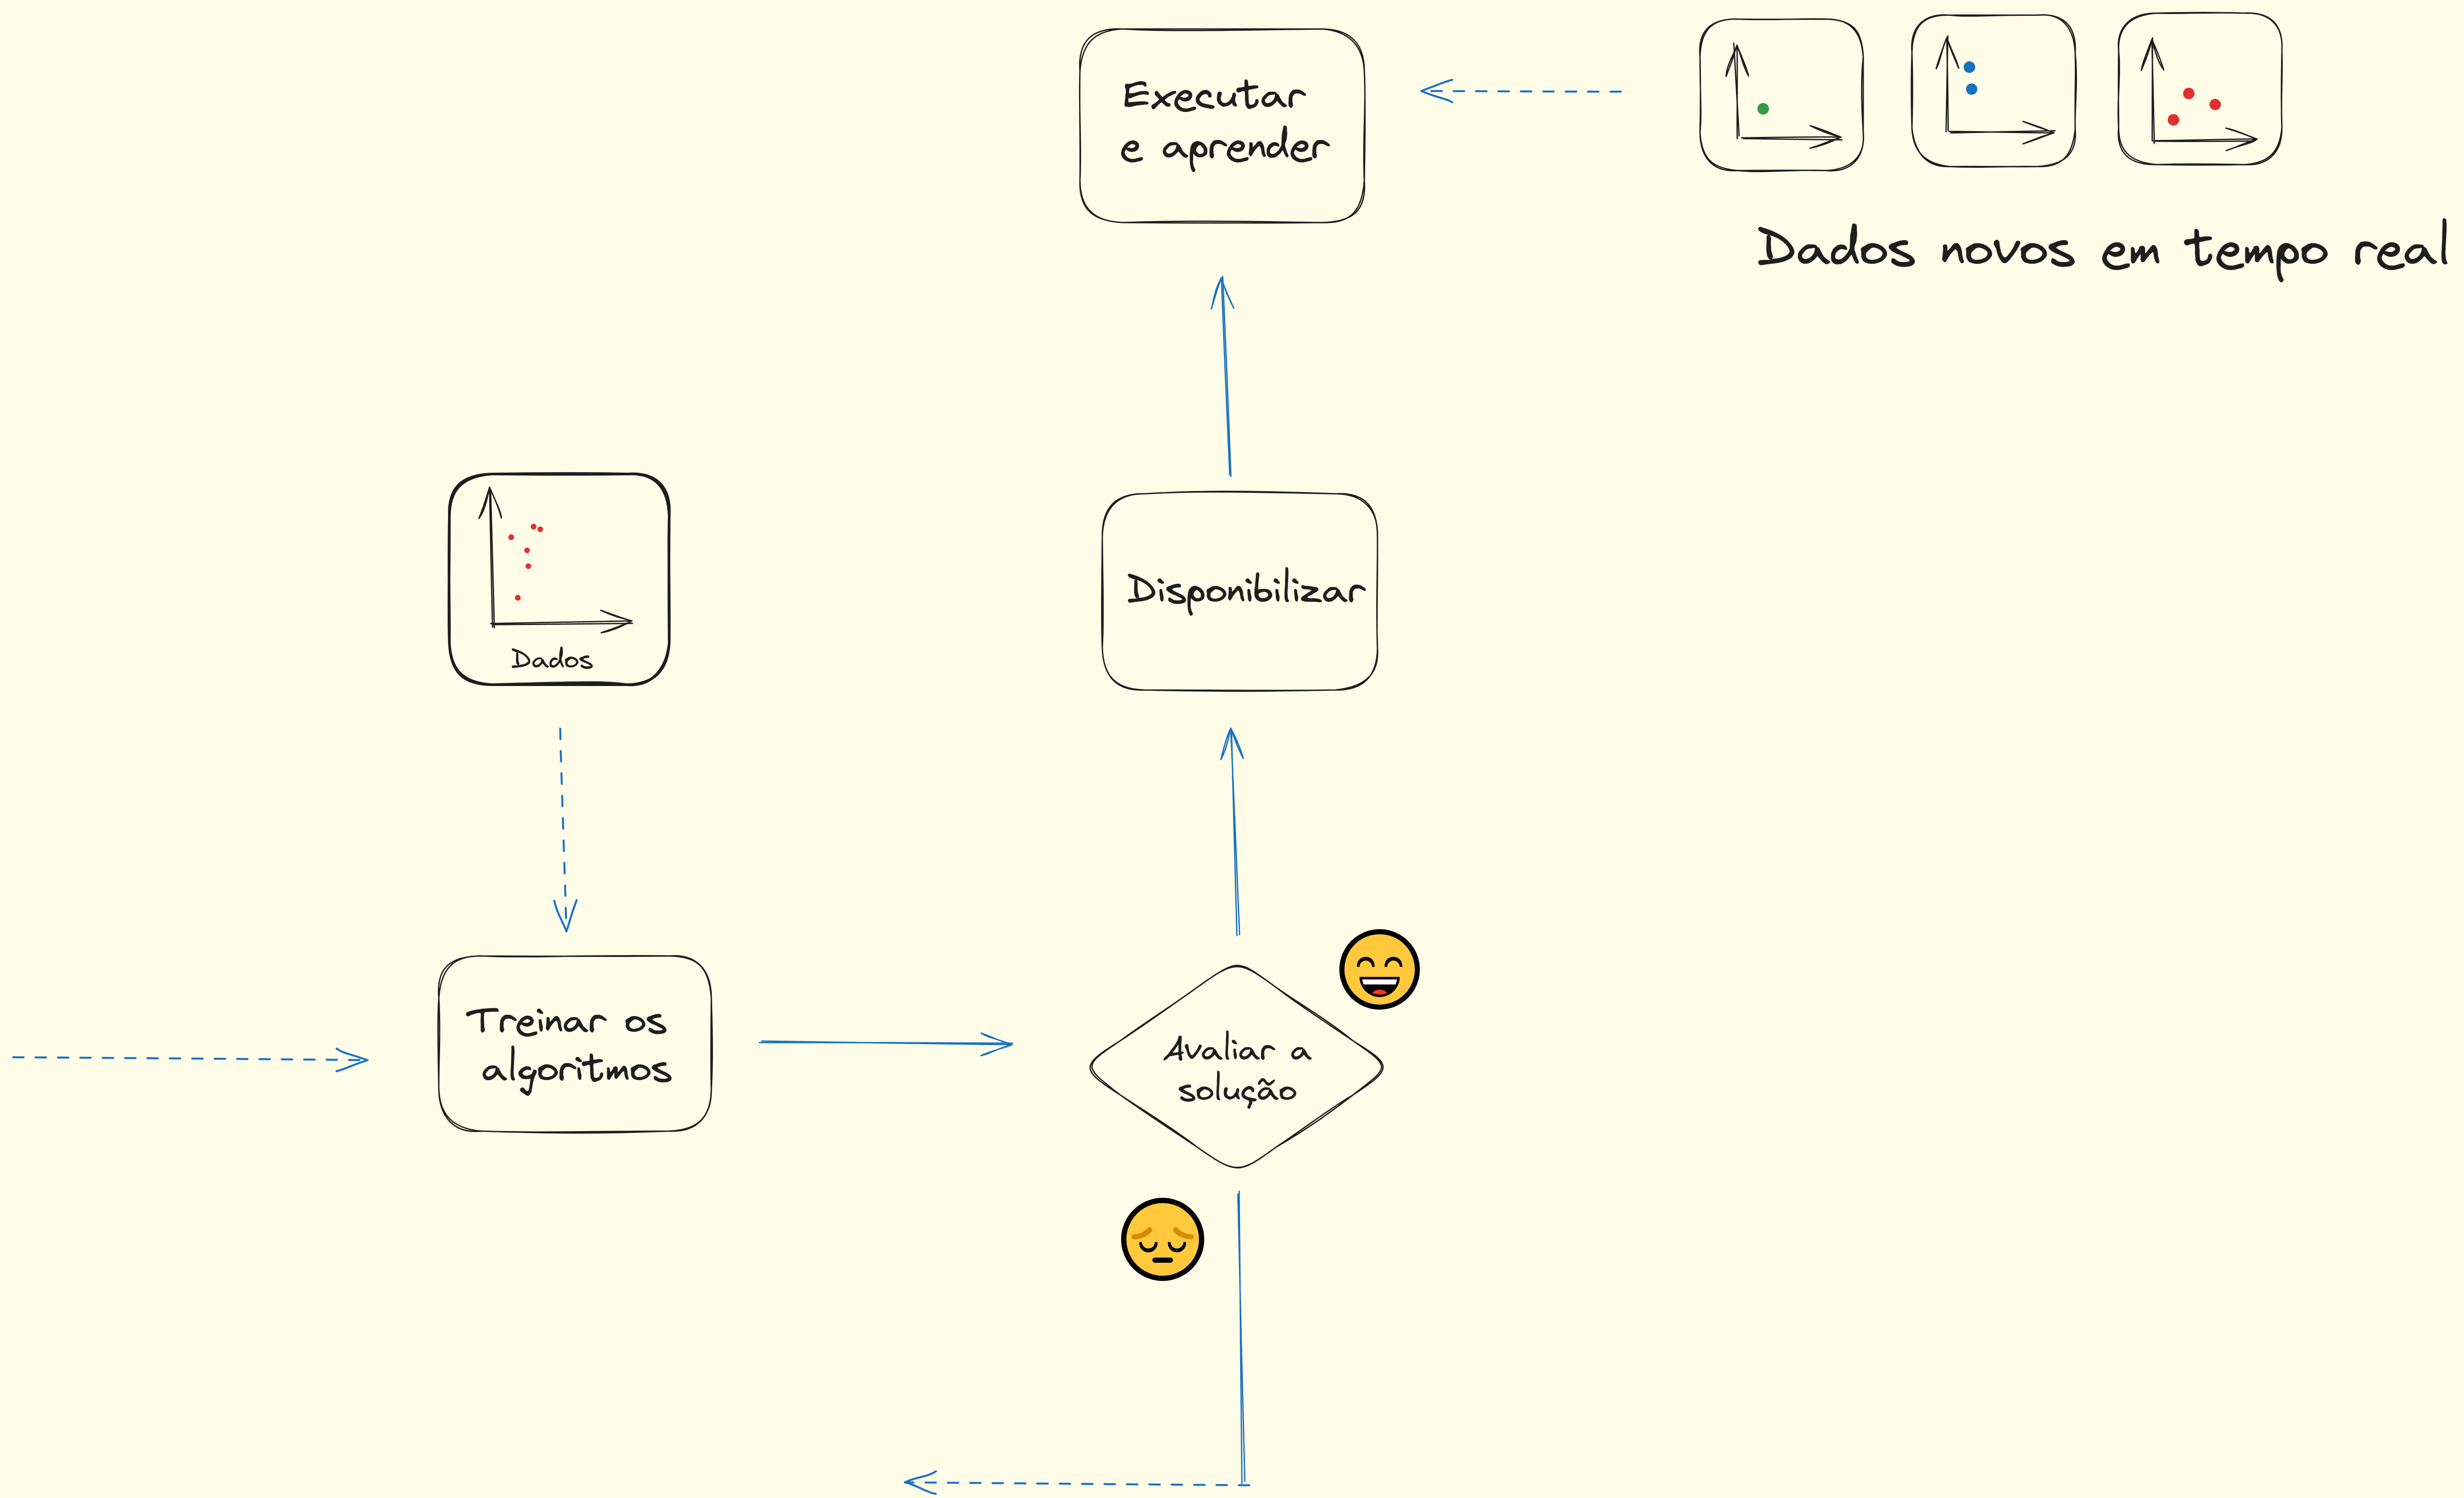 Executar
e aprender
Dados novos em tempo real
Disponibilizar
Dados
Treinar os
algoritmos
Avaliar a
solução